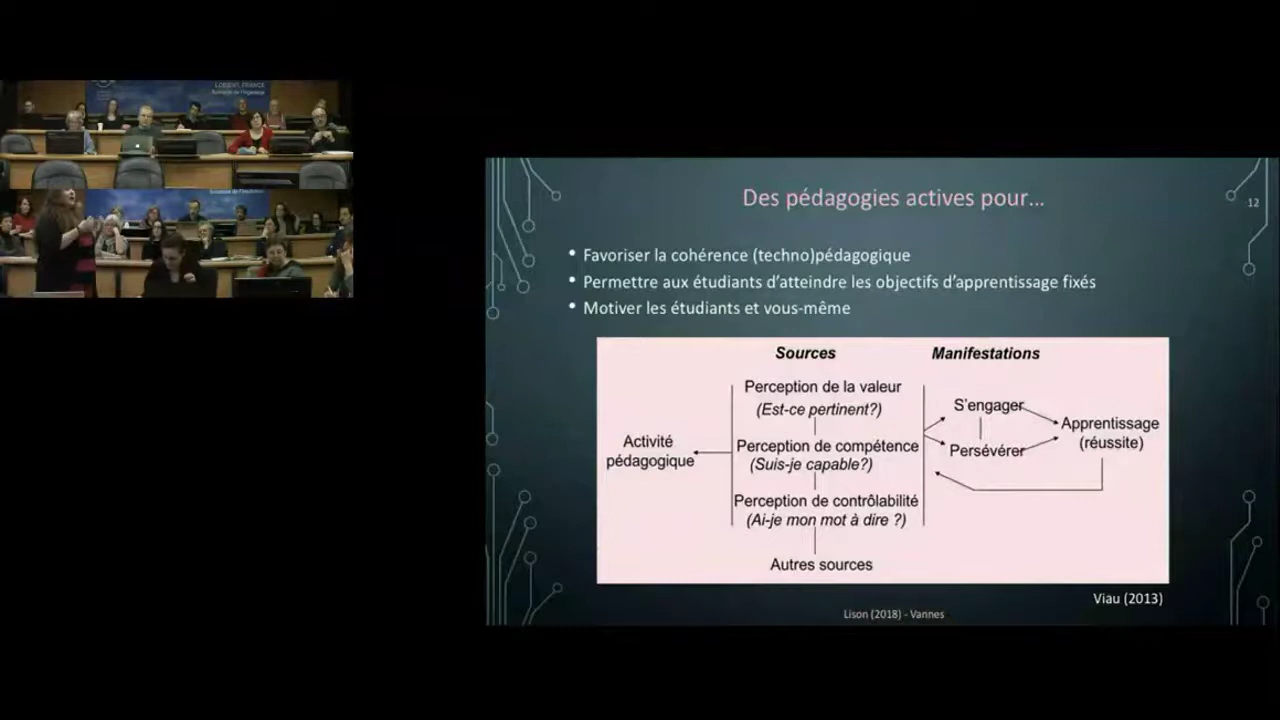 LORIENT, FRANCE
Des pédagogies actives pour...
12
• Favoriser la cohérence (techno)pédagogique
• Permettre aux étudiants d'atteindre les objectifs d'apprentissage fixés
• Motiver les étudiants et vous-même
Sources
Manifestations
Perception de la valeur
(Est-ce pertinent?)
Activité
pédagogique
Perception de compétence
(Suis-je capable?)
Perception de contrôlabilité
(Ai-je mon mot à dire ?)
Autres sources
S'engager
Persévérer
Apprentissage
(réussite)
Viau (2013)
Lison (2018) - Vannes